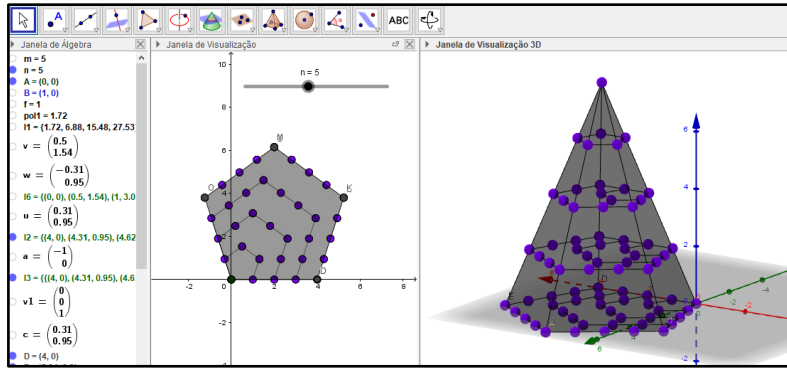 A
ABC
Janela de Álgebra
Janela de Visualização
Janela de Visualização 3D
m = 5
n = 5
A = (0, 0)
B = (1, 0)
f = 1
pol1 = 1.72
l1 = {1.72, 6.88, 15.48, 27.53
v = (0.5
1.54)
w = (−0.31
0.95)
l6 = {(0, 0), (0.5, 1.54), (1, 3.0
u = (0.31
0.95)
l2 = {(4, 0), (4.31, 0.95), (4.62
a = (−1
0)
l3 = {{(4, 0), (4.31, 0.95), (4.6
v1 = (0
0
1)
c = (0.31
0.95)
D = (4, 0)
n = 5
10
8
6
4
2
0
-2
-2
0
2
4
6
8
M
K
D
6
4
2
0
-2
-2
-4
-2
6
D
E